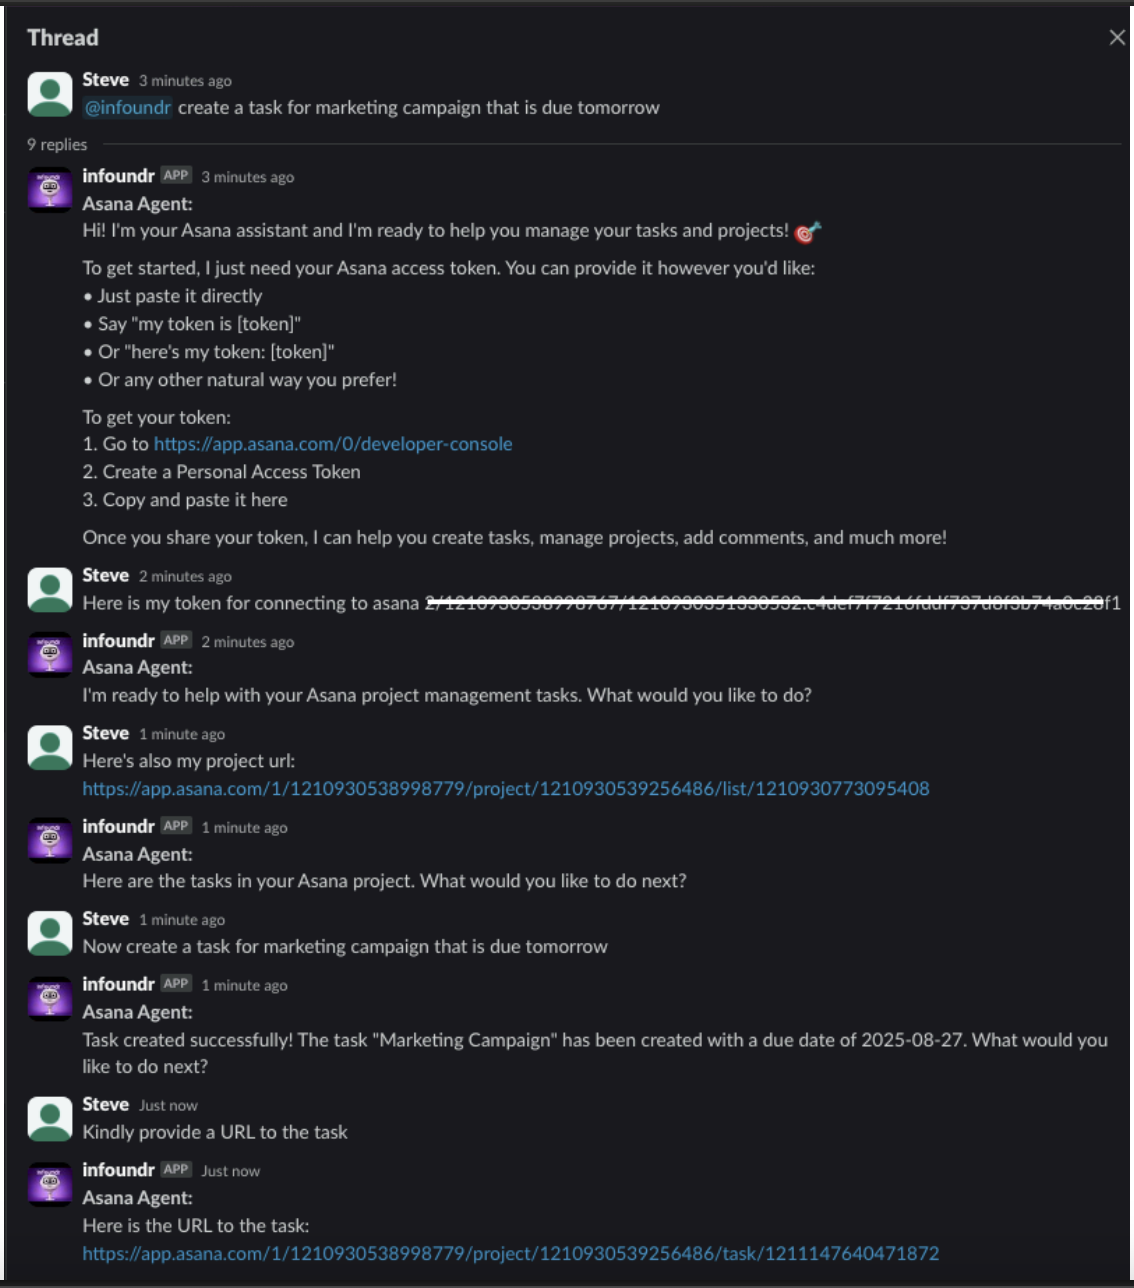 Thread
Steve 3 minutes ago
@infoundr create a task for marketing campaign that is due tomorrow
9 replies
infoundr APP 3 minutes ago
Asana Agent:
Hi! I'm your Asana assistant and I'm ready to help you manage your tasks and projects!
To get started, I just need your Asana access token. You can provide it however you'd like:
• Just paste it directly
• Say "my token is [token]"
• Or "here's my token: [token]"
• Or any other natural way you prefer!
To get your token:
1. Go to https://app.asana.com/0/developer-console
2. Create a Personal Access Token
3. Copy and paste it here
Once you share your token, I can help you create tasks, manage projects, add comments, and much more!
Steve 2 minutes ago
Here is my token for connecting to asana
infoundr APP 2 minutes ago
Asana Agent:
I'm ready to help with your Asana project management tasks. What would you like to do?
Steve 1 minute ago
Here's also my project url:
https://app.asana.com/1/1210930538998779/project/1210930539256486/list/1210930773095408
infoundr APP 1 minute ago
Asana Agent:
Here are the tasks in your Asana project. What would you like to do next?
Steve 1 minute ago
Now create a task for marketing campaign that is due tomorrow
infoundr APP 1 minute ago
Asana Agent:
Task created successfully! The task "Marketing Campaign" has been created with a due date of 2025-08-27. What would you
like to do next?
Steve Just now
Kindly provide a URL to the task
infoundr APP Just now
Asana Agent:
Here is the URL to the task:
https://app.asana.com/1/1210930538998779/project/1210930539256486/task/1211147640471872